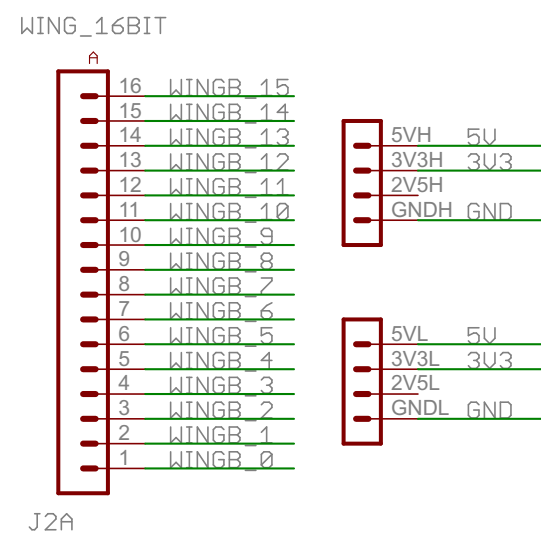 WING_16BIT
A
16 WINGB_15
15 WINGB_14
14 WINGB_13
13 WINGB_12
12 WINGB_11
11 WINGB_10
10 WINGB_9
9 WINGB_8
8 WINGB_7
7 WINGB_6
6 WINGB_5
5 WINGB_4
4 WINGB_3
3 WINGB_2
2 WINGB_1
1 WINGB_0
J2A
5VH 5V
3V3H 3V3
2V5H
GNDH GND
5VL 5V
3V3L 3V3
2V5L
GNDL GND